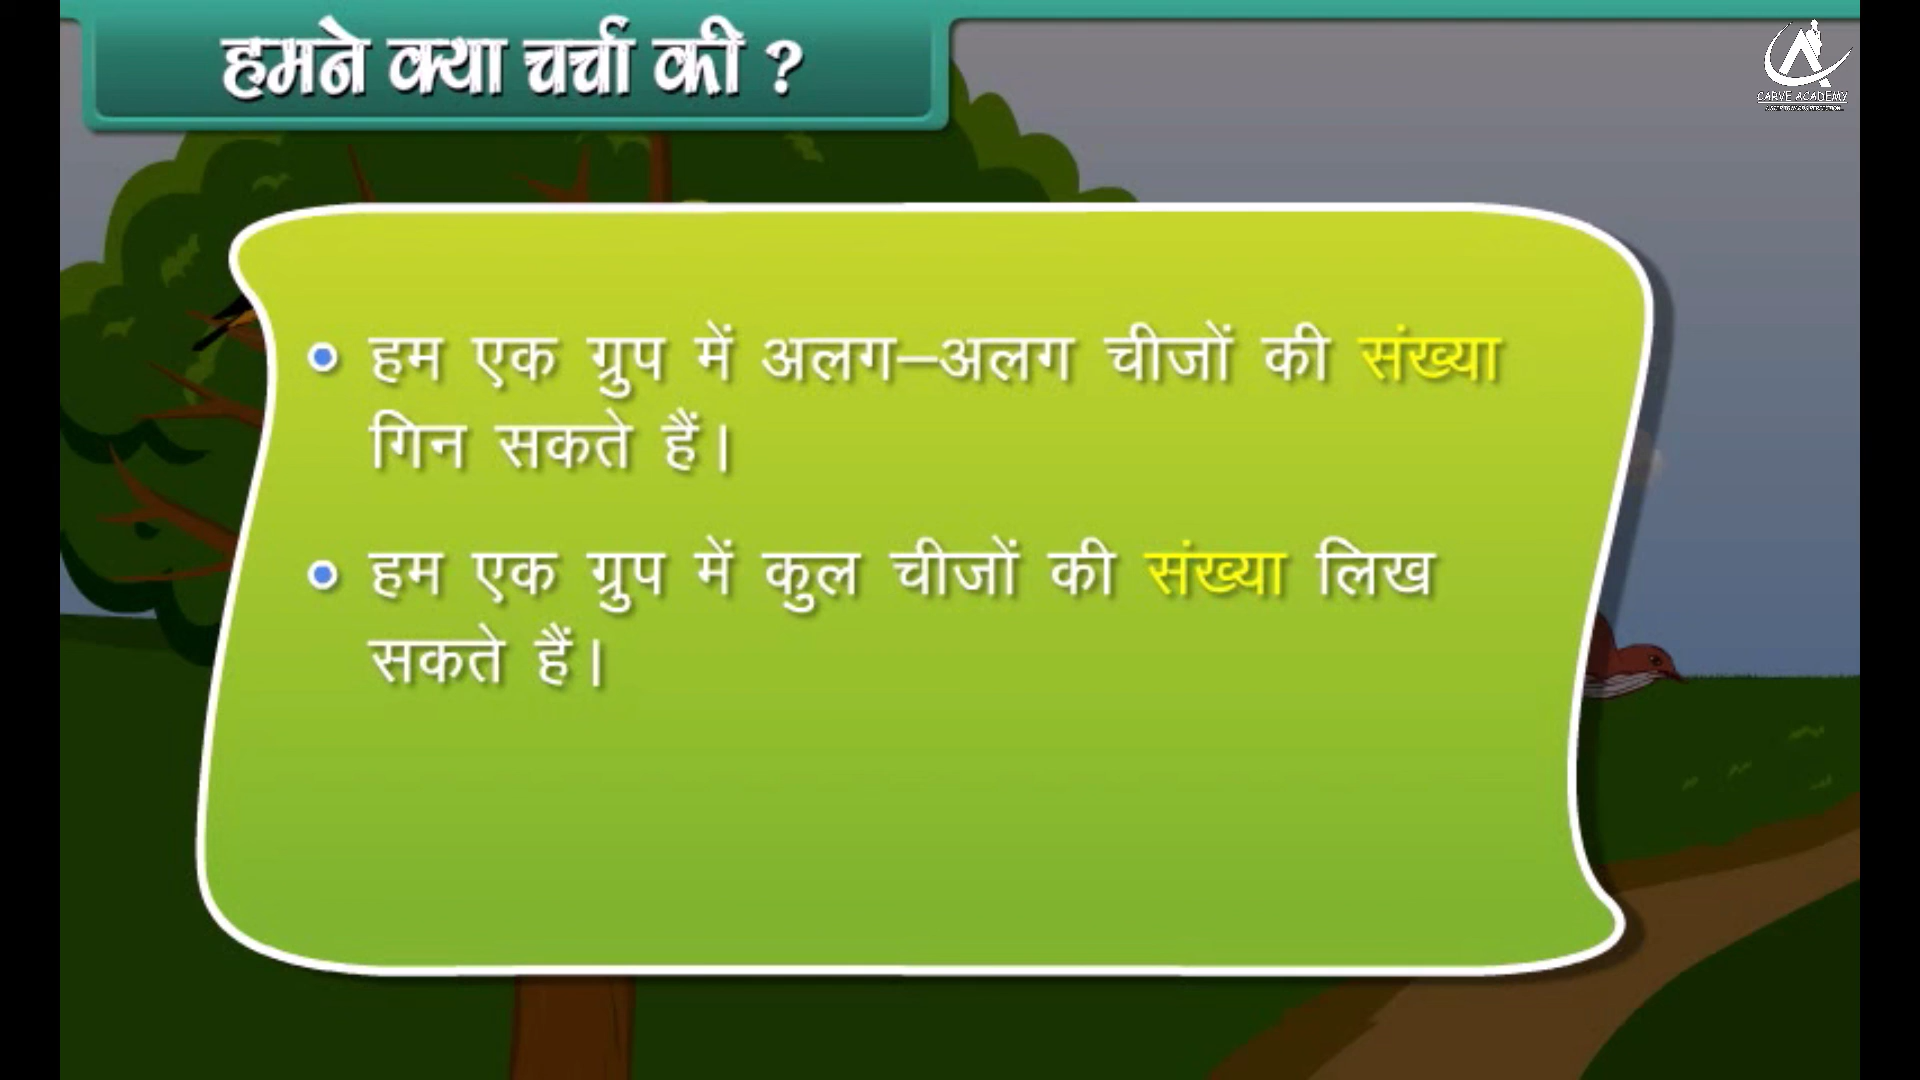 हमने क्या चर्चा की ?
CARVE ACADEMY
हम एक ग्रुप में अलग–अलग चीजों की संख्या
गिन सकते हैं।
हम एक ग्रुप में कुल चीजों की संख्या लिख
सकते हैं।